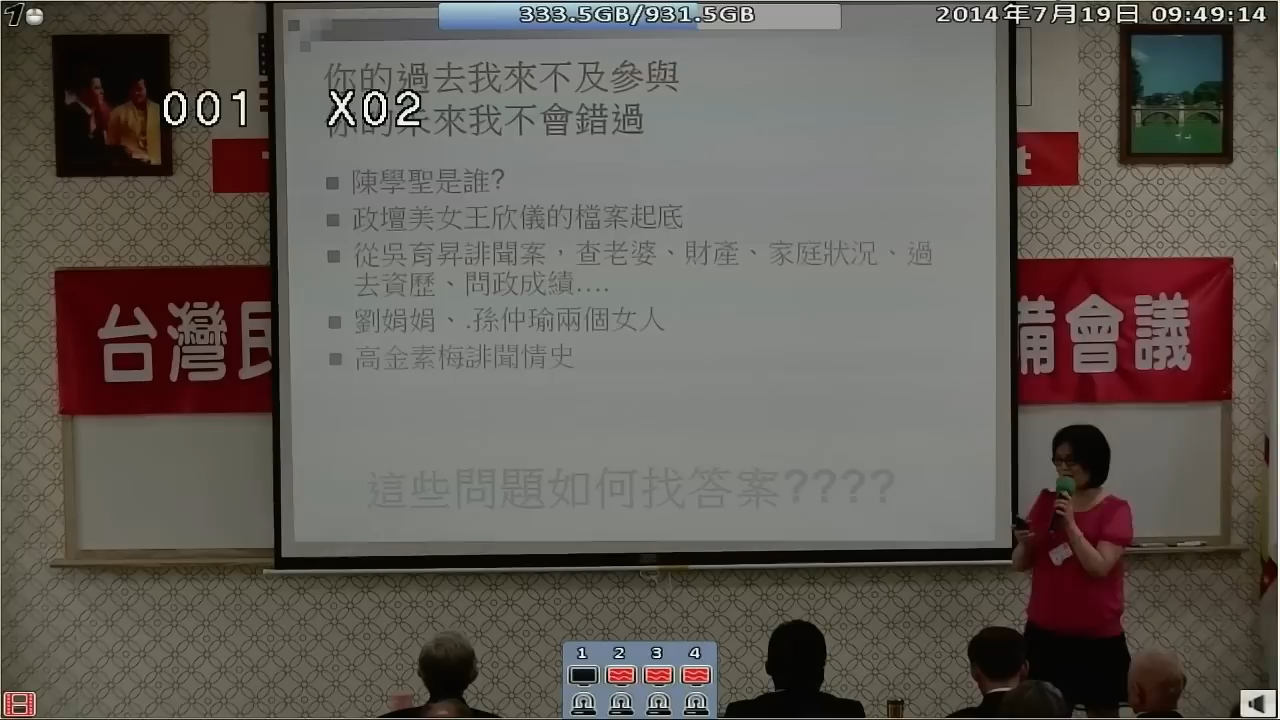 333.5GB/931.5GB
2014年7月19日 09:49:14
001 X02
你的過去我來不及參與
你的未來我不會錯過
t
陳學聖是誰?
政壇美女王欣儀的檔案起底
從吳育昇誹聞案，查老婆、財產、家庭狀況、過
去資歷、問政成績....
劉娟娟、.孫仲瑜兩個女人
高金素梅誹聞情史
台灣民
備會議
這些問題如何找答案????
1 2 3 4